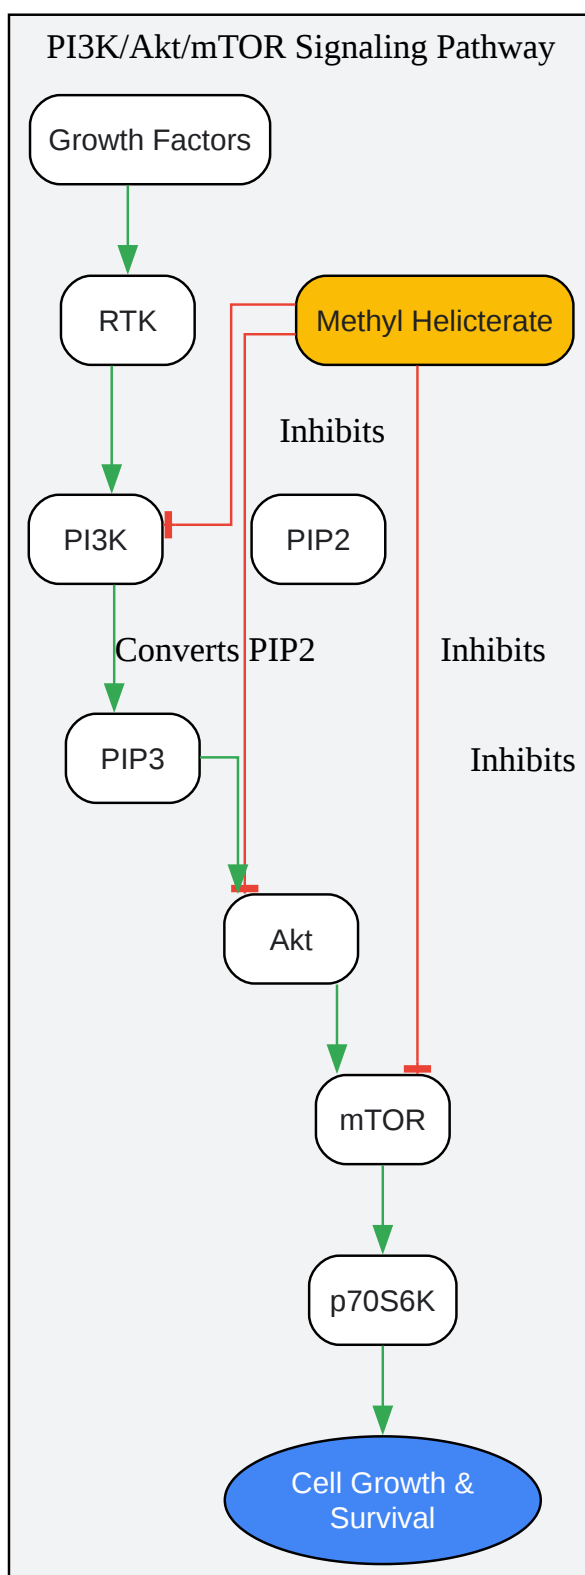 PI3K/Akt/mTOR Signaling Pathway
Growth Factors
RTK
Methyl Helicterate
Inhibits
PI3K
PIP2
Converts PIP2
Inhibits
PIP3
Inhibits
Akt
mTOR
p70S6K
Cell Growth &
Survival